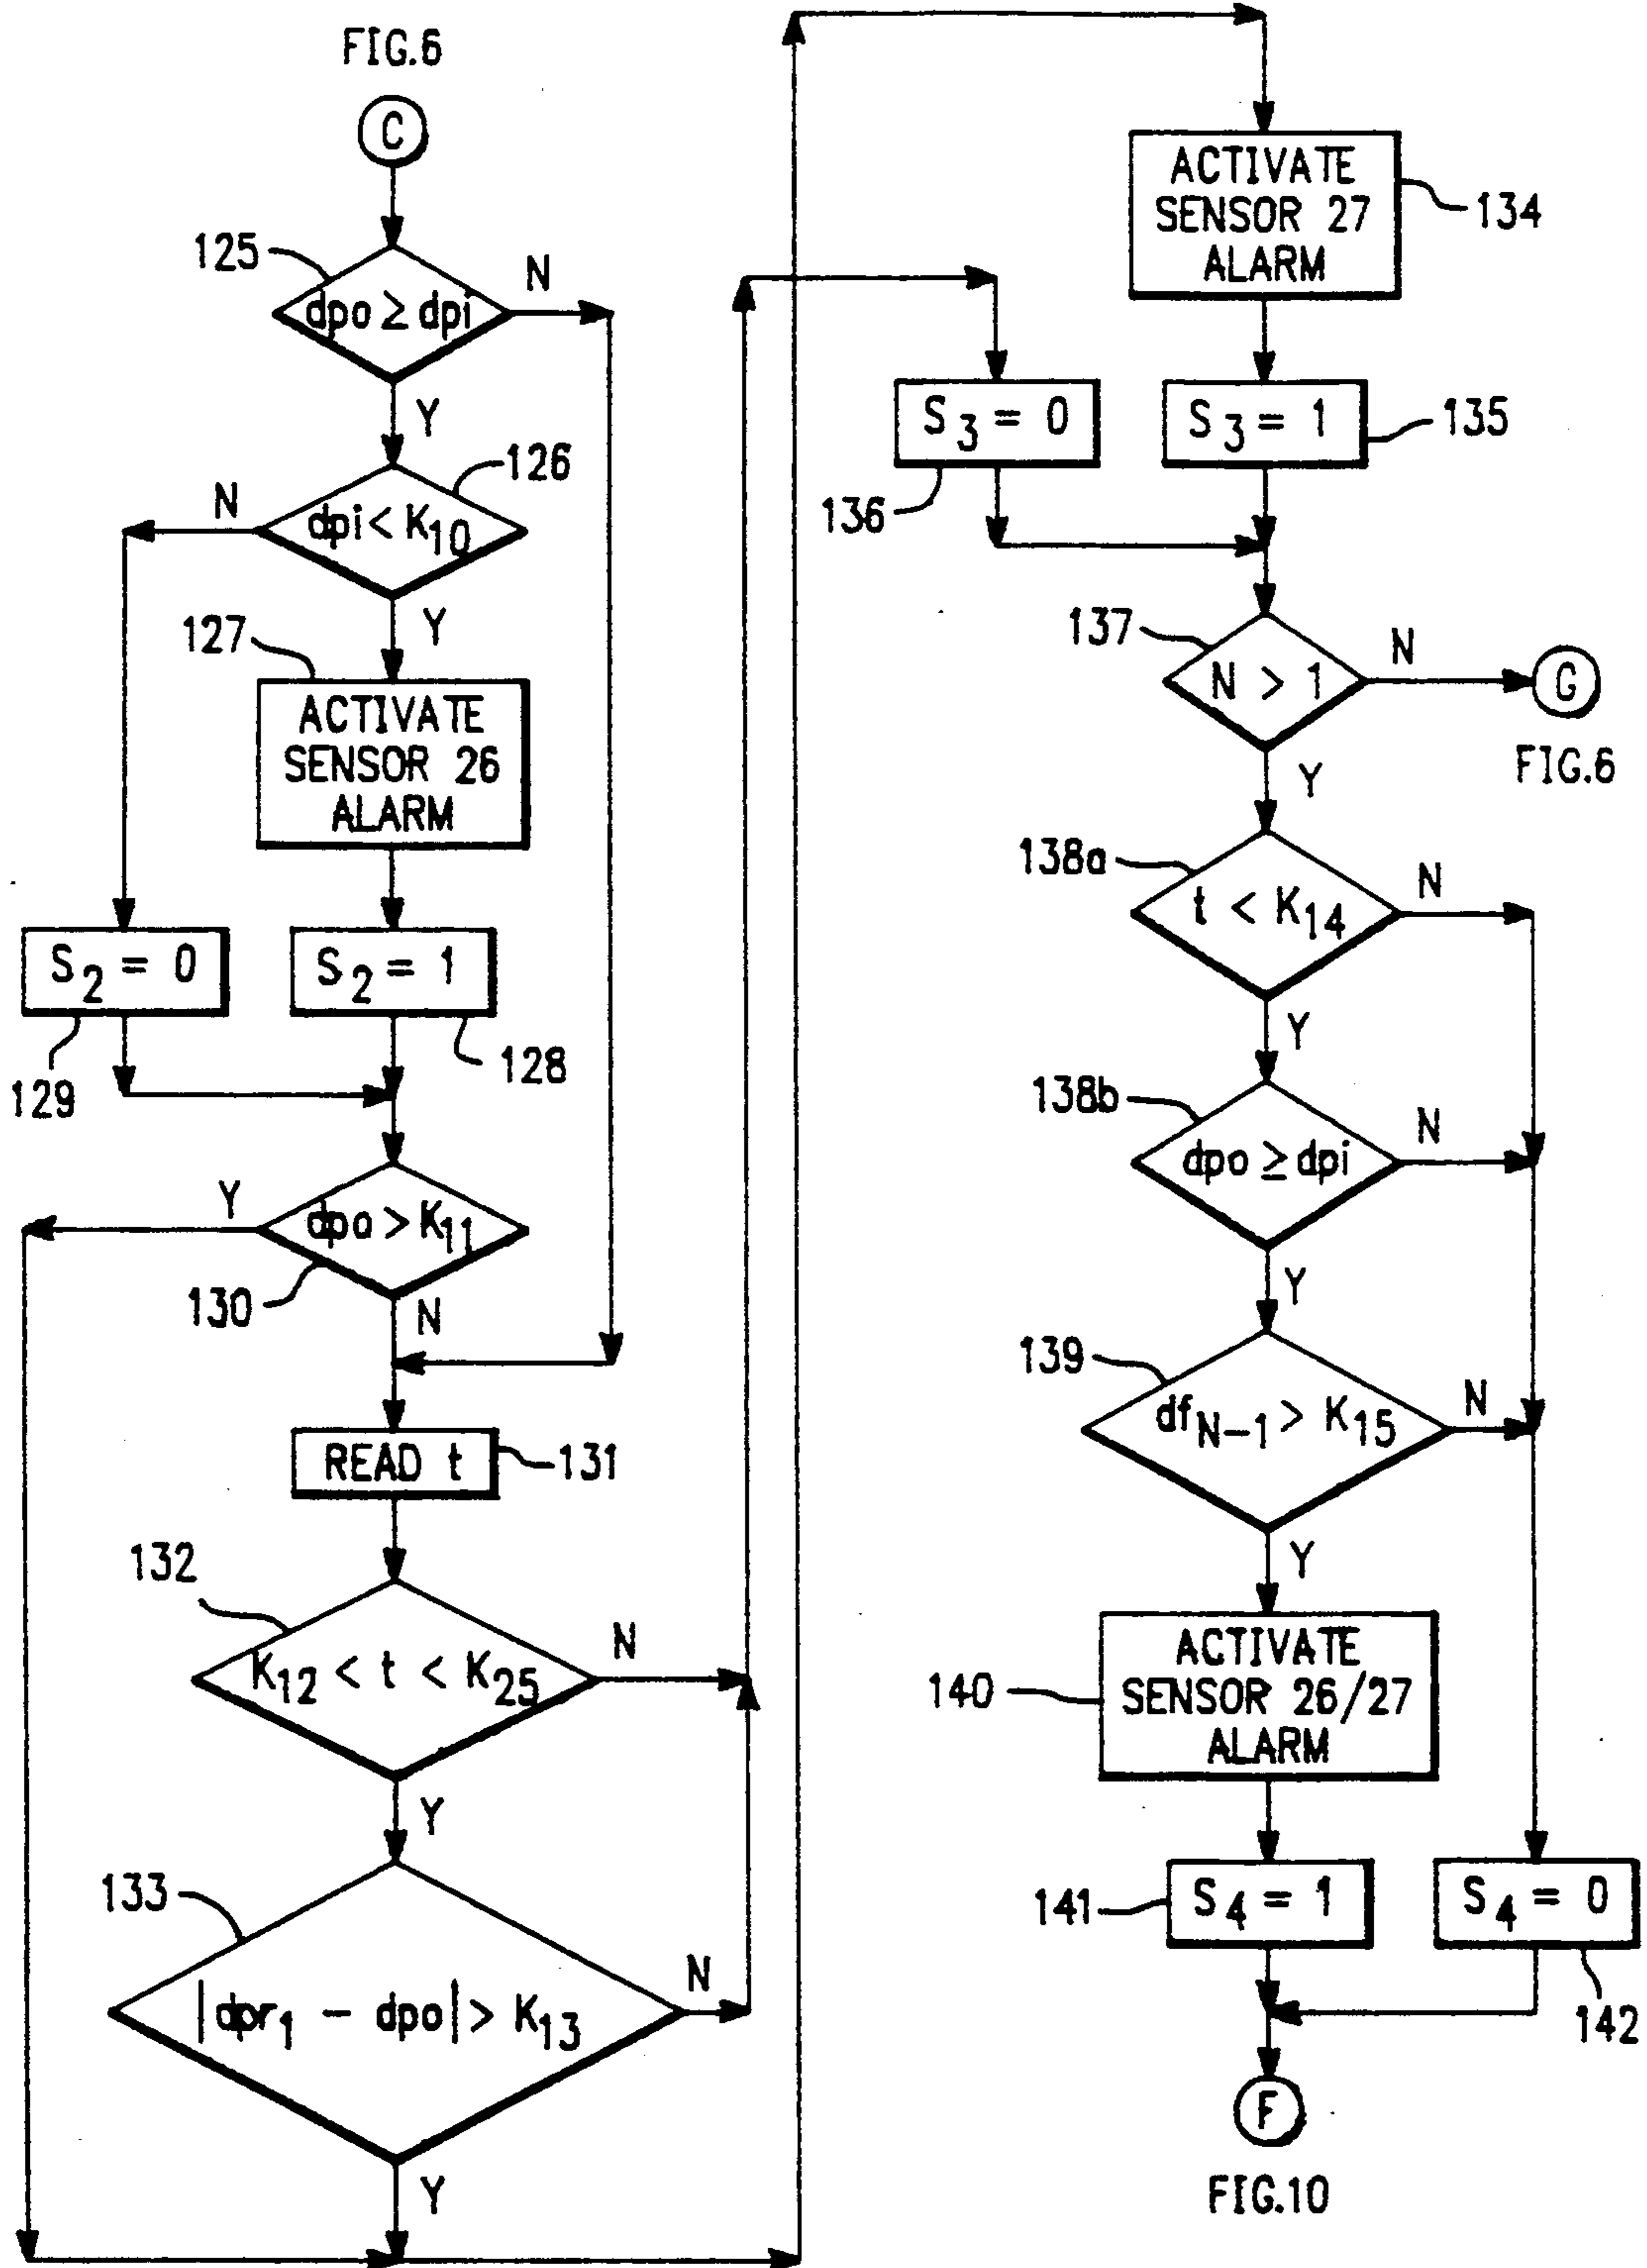 FIG.6
C
125
dpo ≥ dpi
N
Y
126
dpi < K10
N
Y
127
ACTIVATE
SENSOR 26
ALARM
S2 = 0
S2 = 1
129
128
dpo > K11
Y
130
N
READ t
131
132
K12 < t < K25
N
Y
133
|dpr1 - dpo| > K13
N
Y
ACTIVATE
SENSOR 27
ALARM
134
S3 = 0
S3 = 1
135
136
137
N > 1
N
G
FIG.6
Y
138a
t < K14
N
Y
138b
dpo ≥ dpi
N
Y
139
dfN-1 > K15
N
Y
140
ACTIVATE
SENSOR 26/27
ALARM
141
S4 = 1
S4 = 0
142
F
FIG.10